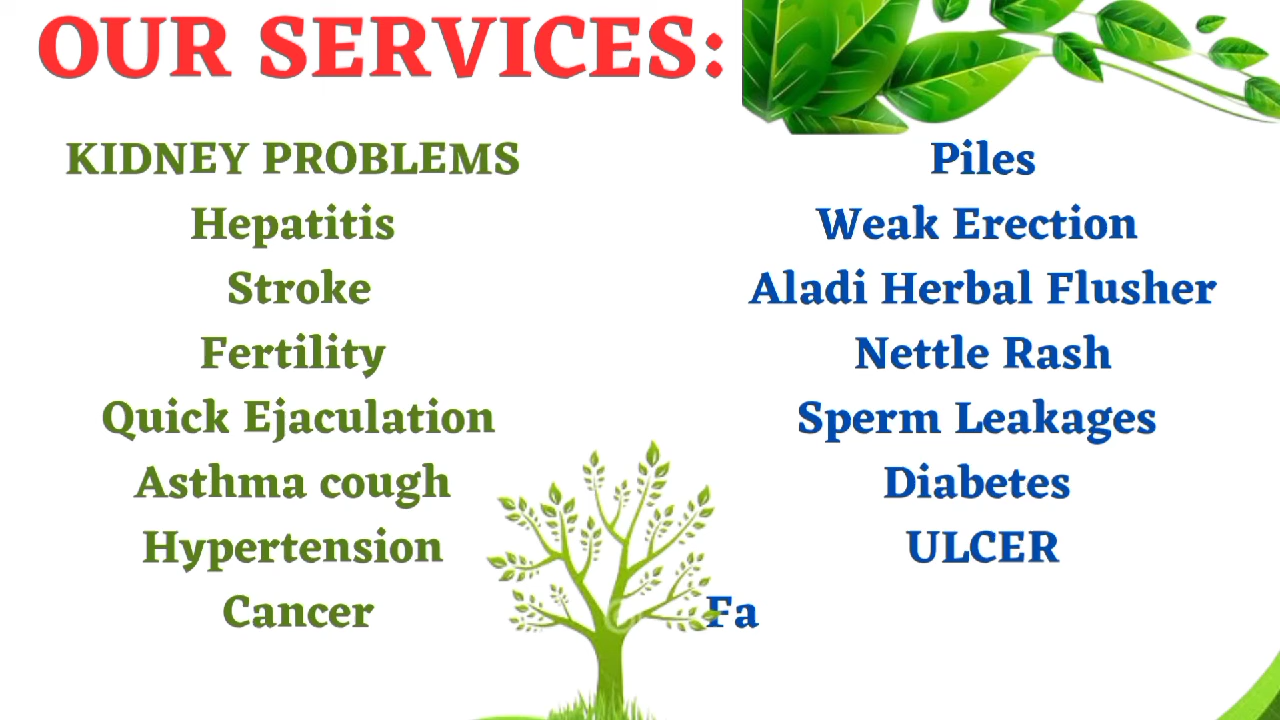 OUR SERVICES:
KIDNEY PROBLEMS
Hepatitis
Stroke
Fertility
Quick Ejaculation
Asthma cough
Hypertension
Cancer
Piles
Weak Erection
Aladi Herbal Flusher
Nettle Rash
Sperm Leakages
Diabetes
ULCER
Fa